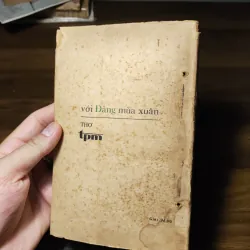 với Đảng mùa xuân
THƠ
tpm